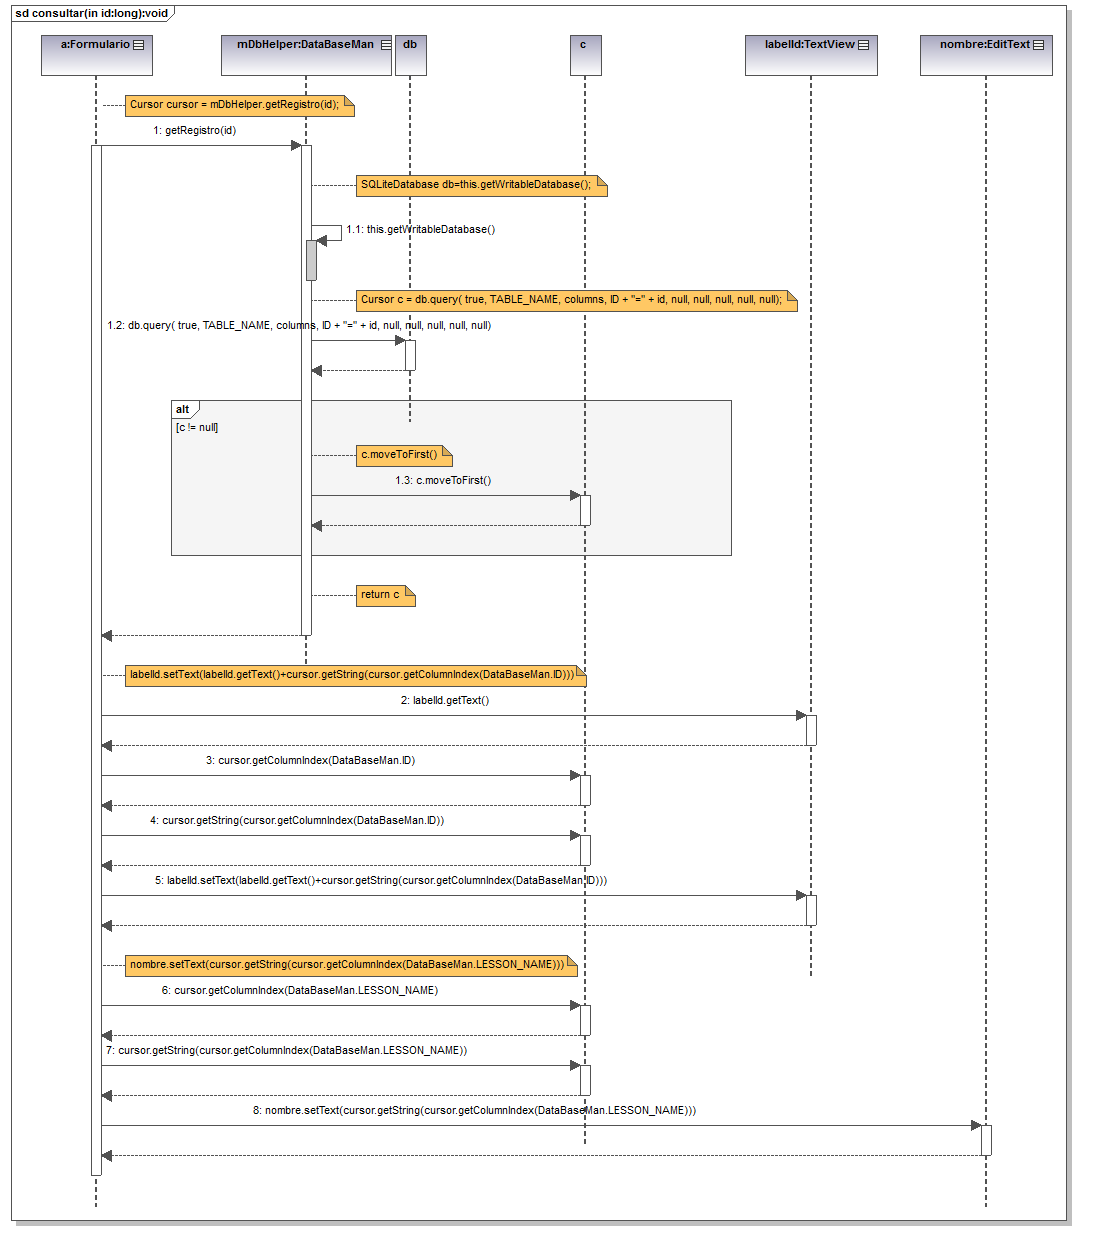 sd consultar(in id:long):void
a:Formulario
mDbHelper:DataBaseMan
db
c
labelId:TextView
nombre:EditText
Cursor cursor = mDbHelper.getRegistro(id);
1: getRegistro(id)
SQLiteDatabase db=this.getWritableDatabase();
1.1: this.getWritableDatabase()
Cursor c = db.query( true, TABLE_NAME, columns, ID + "=" + id, null, null, null, null, null);
1.2: db.query( true, TABLE_NAME, columns, ID + "=" + id, null, null, null, null, null)
alt
[c != null]
c.moveToFirst()
1.3: c.moveToFirst()
return c
labelId.setText(labelId.getText()+cursor.getString(cursor.getColumnIndex(DataBaseMan.ID)))
2: labelId.getText()
3: cursor.getColumnIndex(DataBaseMan.ID)
4: cursor.getString(cursor.getColumnIndex(DataBaseMan.ID))
5: labelId.setText(labelId.getText()+cursor.getString(cursor.getColumnIndex(DataBaseMan.ID)))
nombre.setText(cursor.getString(cursor.getColumnIndex(DataBaseMan.LESSON_NAME)))
6: cursor.getColumnIndex(DataBaseMan.LESSON_NAME)
7: cursor.getString(cursor.getColumnIndex(DataBaseMan.LESSON_NAME))
8: nombre.setText(cursor.getString(cursor.getColumnIndex(DataBaseMan.LESSON_NAME)))